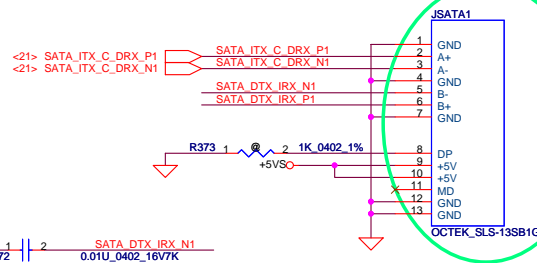 JSATA1
1 GND
<21> SATA_ITX_C_DRX_P1 SATA_ITX_C_DRX_P1 2 A+
<21> SATA_ITX_C_DRX_N1 SATA_ITX_C_DRX_N1 3 A-
4 GND
SATA_DTX_IRX_N1 5 B-
SATA_DTX_IRX_P1 6 B+
7 GND
R373 1 @ 2 1K_0402_1% 8 DP
+5VS 9 +5V
10 +5V
11 MD
12 GND
13 GND
OCTEK_SLS-13SB1G
1 2 SATA_DTX_IRX_N1
72 0.01U_0402_16V7K